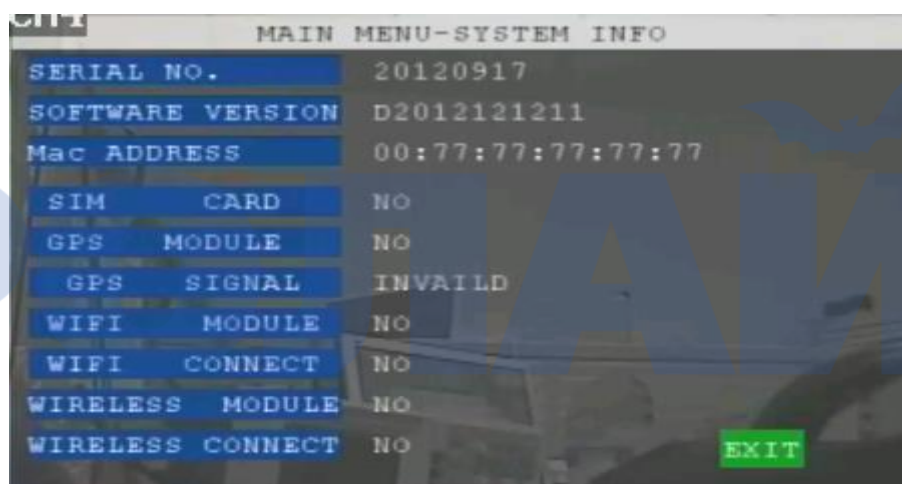 MAIN MENU-SYSTEM INFO
SERIAL NO. 20120917
SOFTWARE VERSION D2012121211
Mac ADDRESS 00:77:77:77:77:77
SIM CARD NO
GPS MODULE NO
GPS SIGNAL INVAILD
WIFI MODULE NO
WIFI CONNECT NO
WIRELESS MODULE NO
WIRELESS CONNECT NO
EXIT